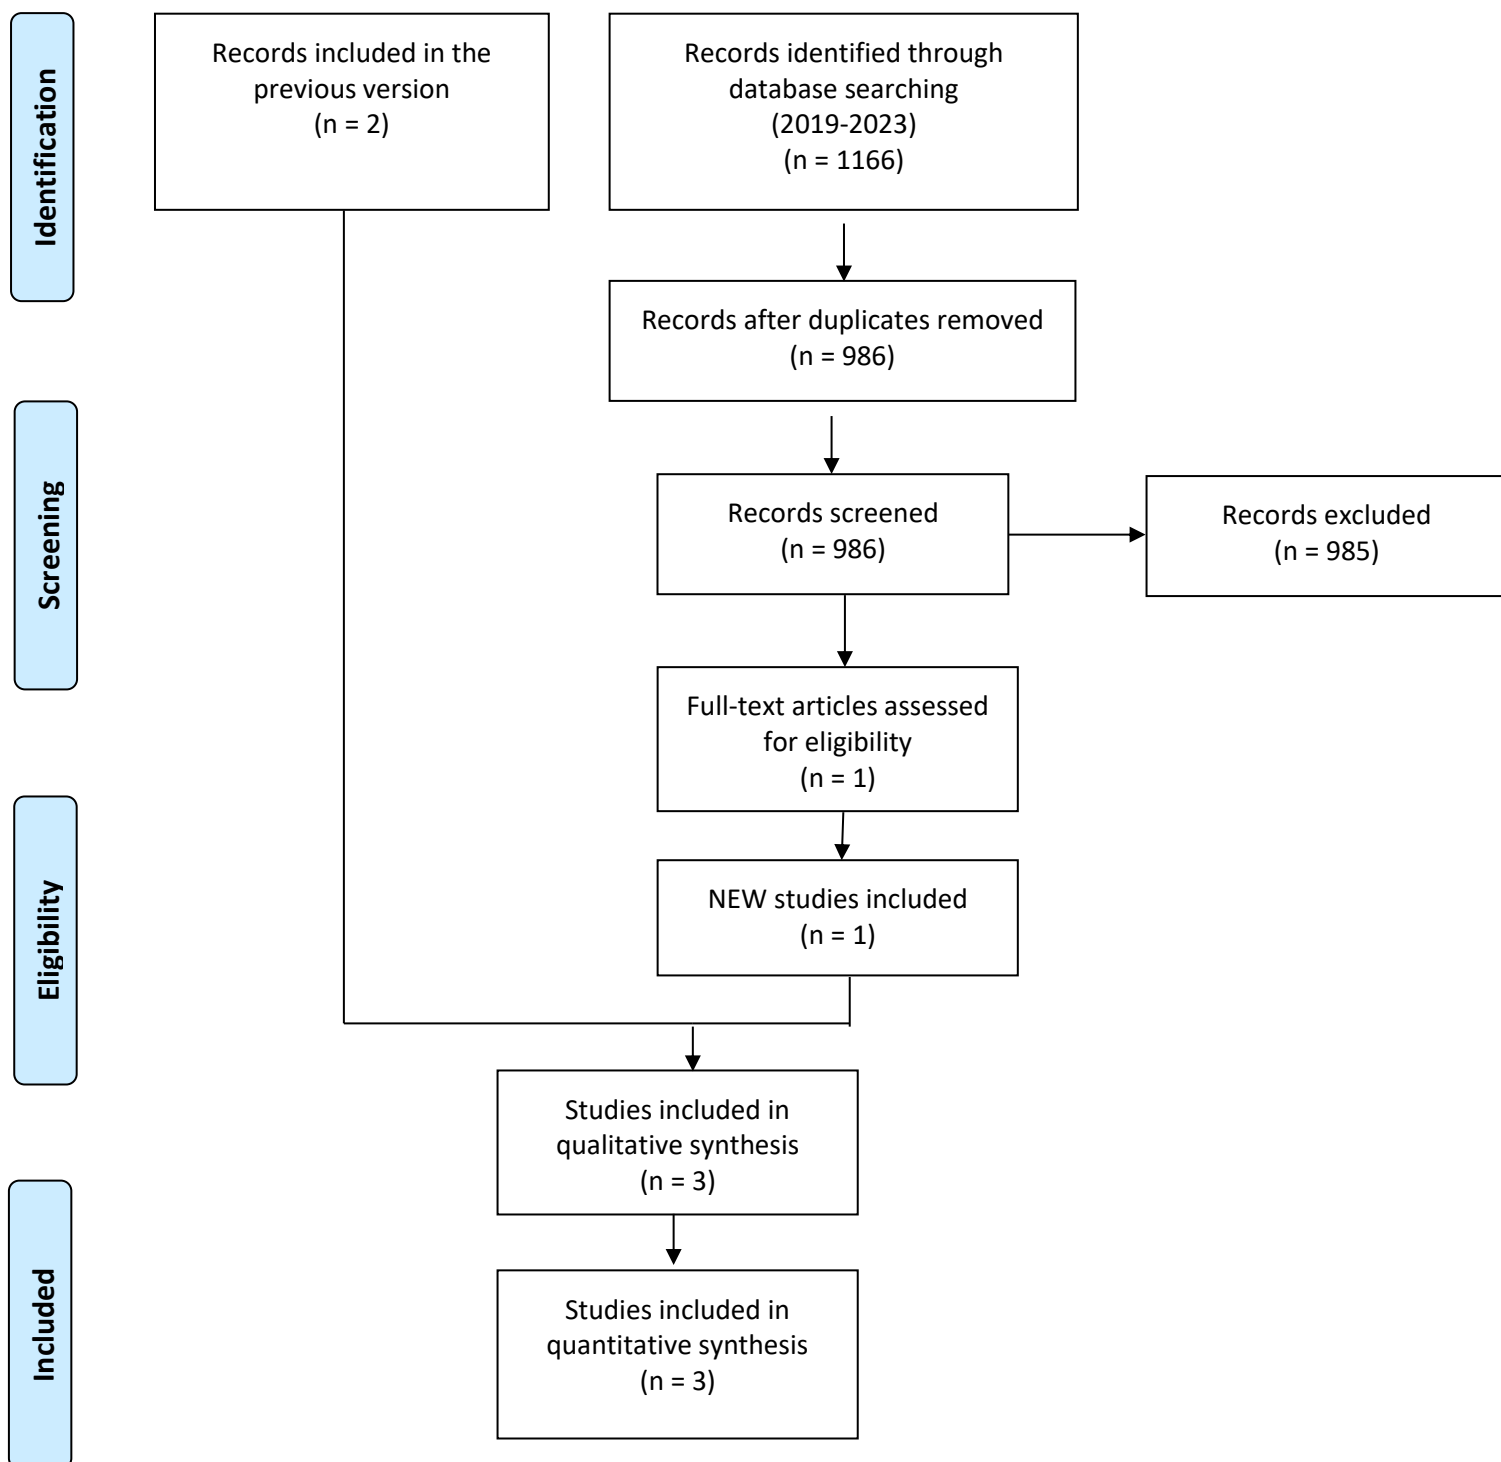 Identification
Records included in the
previous version
(n = 2)
Records identified through
database searching
(2019-2023)
(n = 1166)
Records after duplicates removed
(n = 986)
Screening
Records screened
(n = 986)
Records excluded
(n = 985)
Full-text articles assessed
for eligibility
(n = 1)
Eligibility
NEW studies included
(n = 1)
Studies included in
qualitative synthesis
(n = 3)
Included
Studies included in
quantitative synthesis
(n = 3)